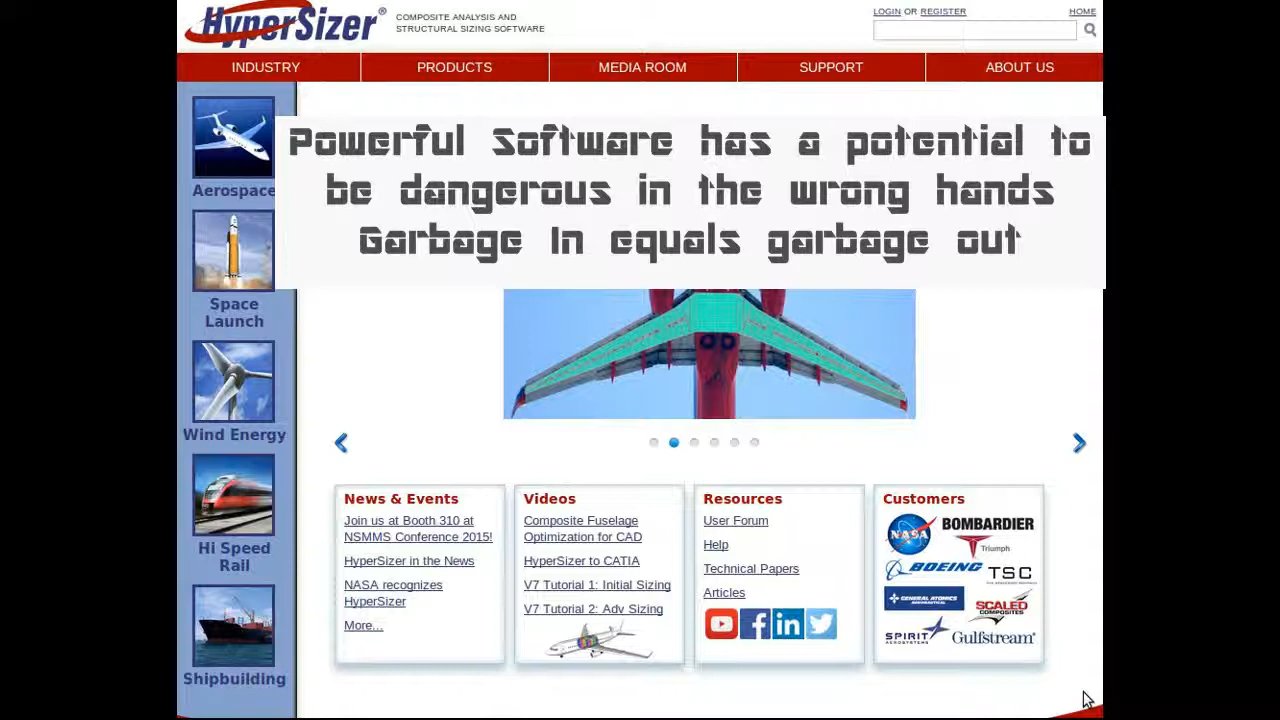 HyperSizer®
COMPOSITE ANALYSIS AND
STRUCTURAL SIZING SOFTWARE
LOGIN OR REGISTER
HOME
INDUSTRY
PRODUCTS
MEDIA ROOM
SUPPORT
ABOUT US
Powerful Software has a potential to
be dangerous in the wrong hands
Garbage In equals garbage out
Aerospace
Space
Launch
Wind Energy
Hi Speed
Rail
Shipbuilding
News & Events
Join us at Booth 310 at
NSMMS Conference 2015!
HyperSizer in the News
NASA recognizes
HyperSizer
More...
Videos
Composite Fuselage
Optimization for CAD
HyperSizer to CATIA
V7 Tutorial 1: Initial Sizing
V7 Tutorial 2: Adv Sizing
Resources
User Forum
Help
Technical Papers
Articles
Customers
NASA
BOMBARDIER
Triumph
BOEING
TSC
GENERAL ATOMICS
AERONAUTICAL
SCALED
COMPOSITES
SPIRIT
AEROSYSTEMS
Gulfstream